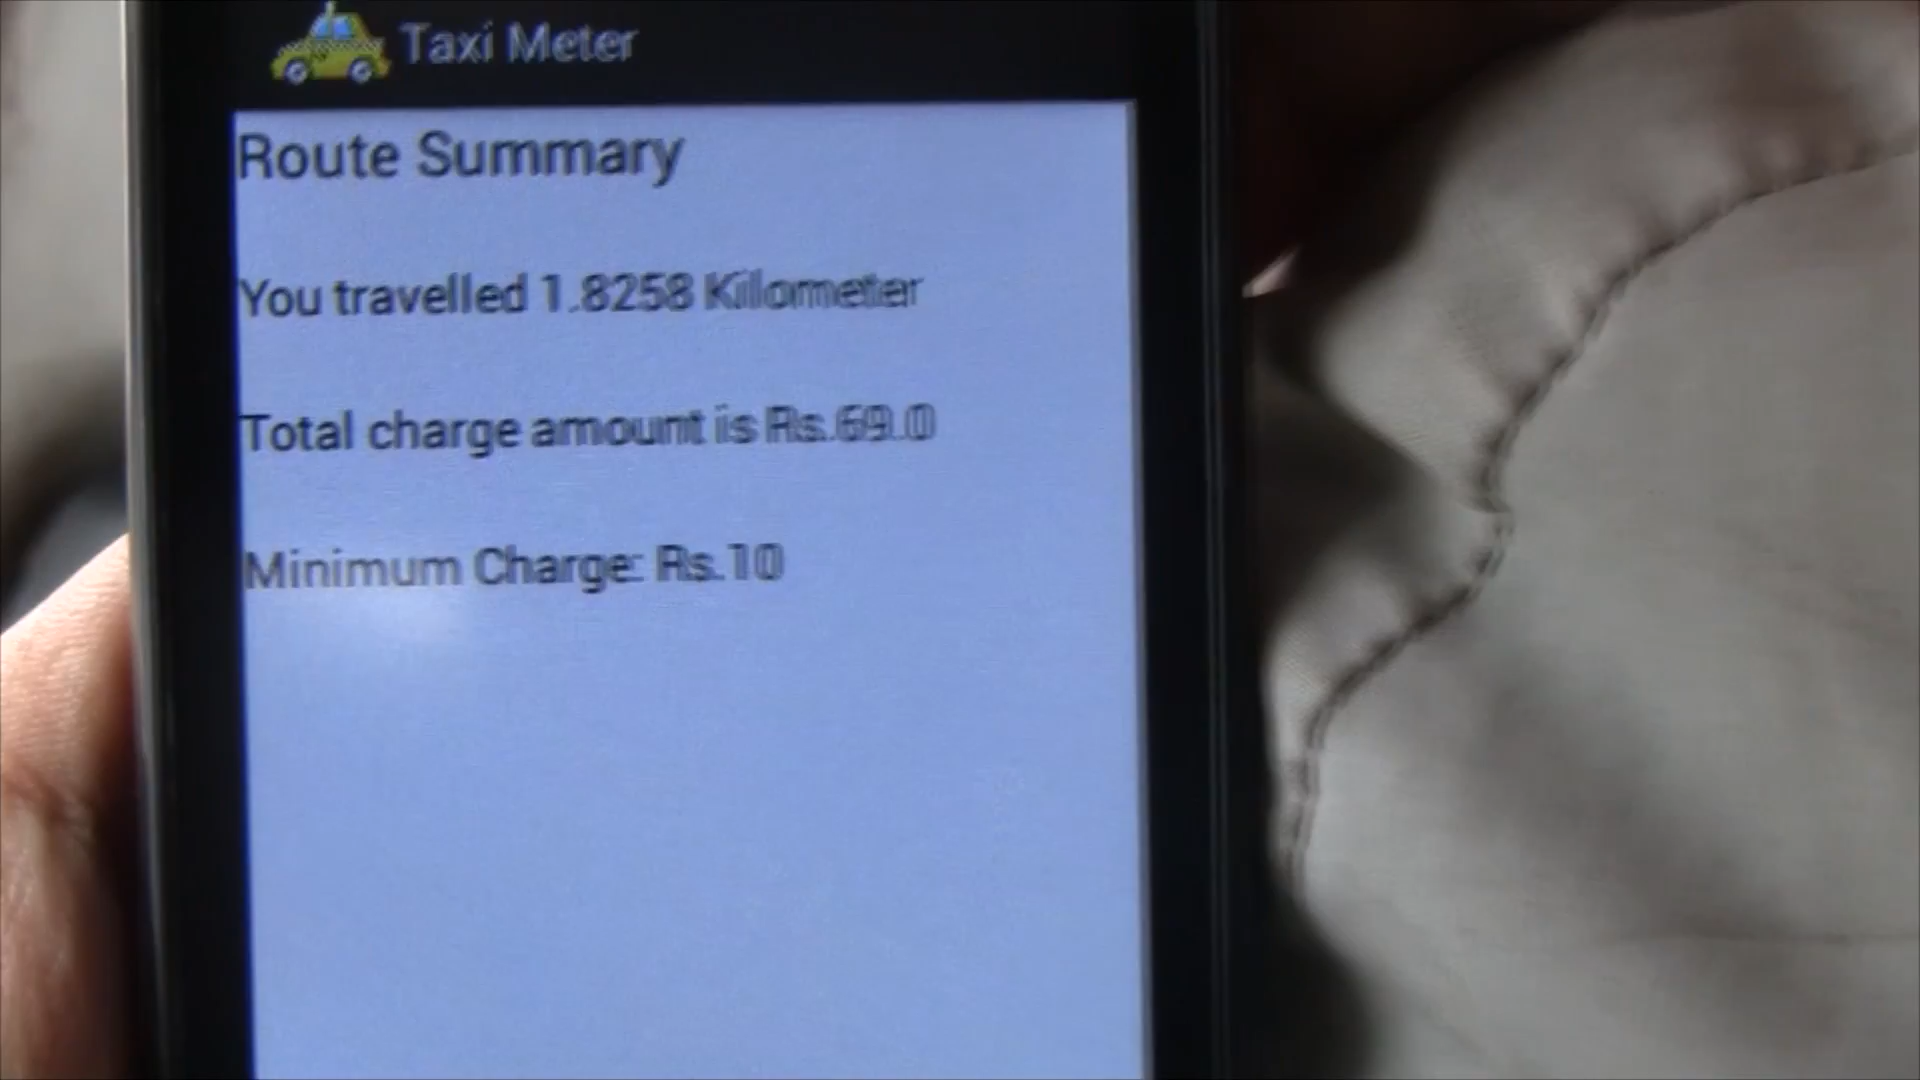 Taxi Meter
Route Summary
You travelled 1.8258 Kilometer
Total charge amount is Rs.69.0
Minimum Charge: Rs.10